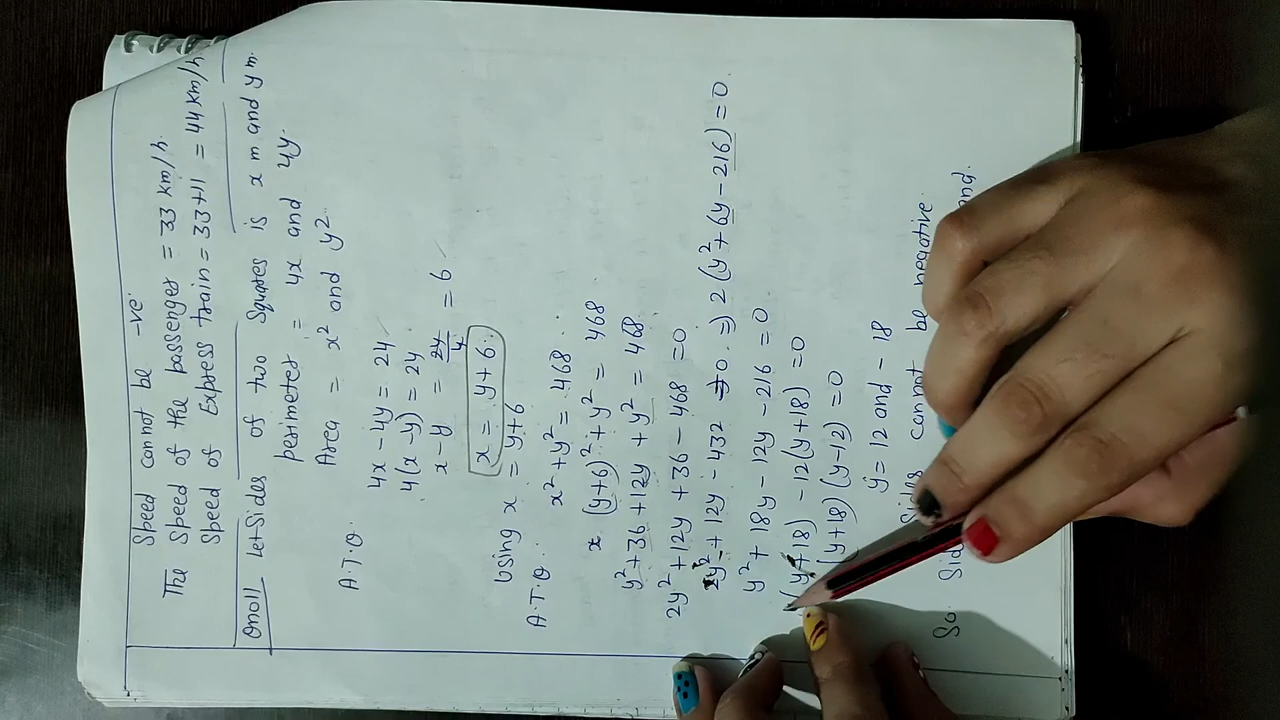 Speed cannot be -ve
The Speed of the passenger = 33 km/h.
Speed of Express train = 33+11 = 44 km/h
Qno11 let Sides of two Squares is x m and y m.
perimeter = 4x and 4y.
Area = x² and y².
A.T.Q. 4x - 4y = 24
4(x-y) = 24
x-y = 24/4 = 6
x = y+6.
Using x = y+6
A.T.Q. x²+y² = 468.
x (y+6)² + y² = 468
y²+36+12y + y² = 468
2y²+12y+36-468 = 0
2y²+12y-432 = 0. => 2(y²+6y-216) = 0.
y²+18y-12y-216 = 0
(y+18) -12(y+18) = 0
(y+18)(y-12) = 0
y = 12 and -18
Sides cannot be negative
So. and.